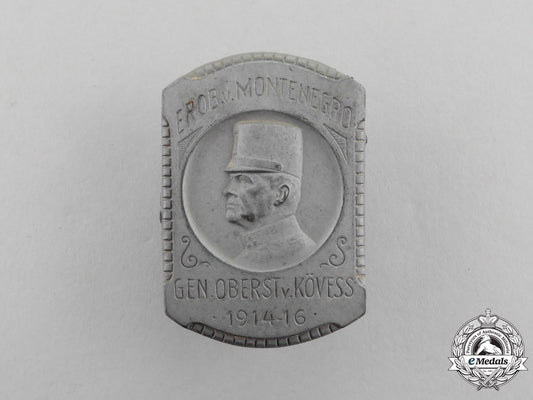 EROB.v.MONTENEGRO
GEN.OBERST v.KÖVESS
·1914-16·
eMedals